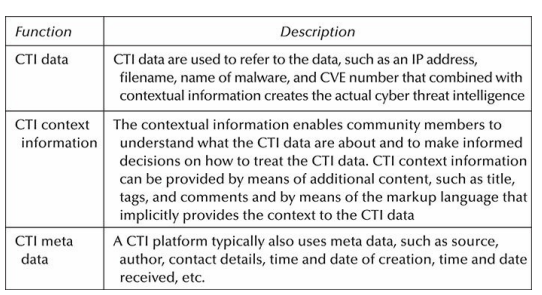 Function Description
CTI data CTI data are used to refer to the data, such as an IP address,
filename, name of malware, and CVE number that combined with
contextual information creates the actual cyber threat intelligence
CTI context The contextual information enables community members to
information understand what the CTI data are about and to make informed
decisions on how to treat the CTI data. CTI context information
can be provided by means of additional content, such as title,
tags, and comments and by means of the markup language that
implicitly provides the context to the CTI data
CTI meta A CTI platform typically also uses meta data, such as source,
data author, contact details, time and date of creation, time and date
received, etc.